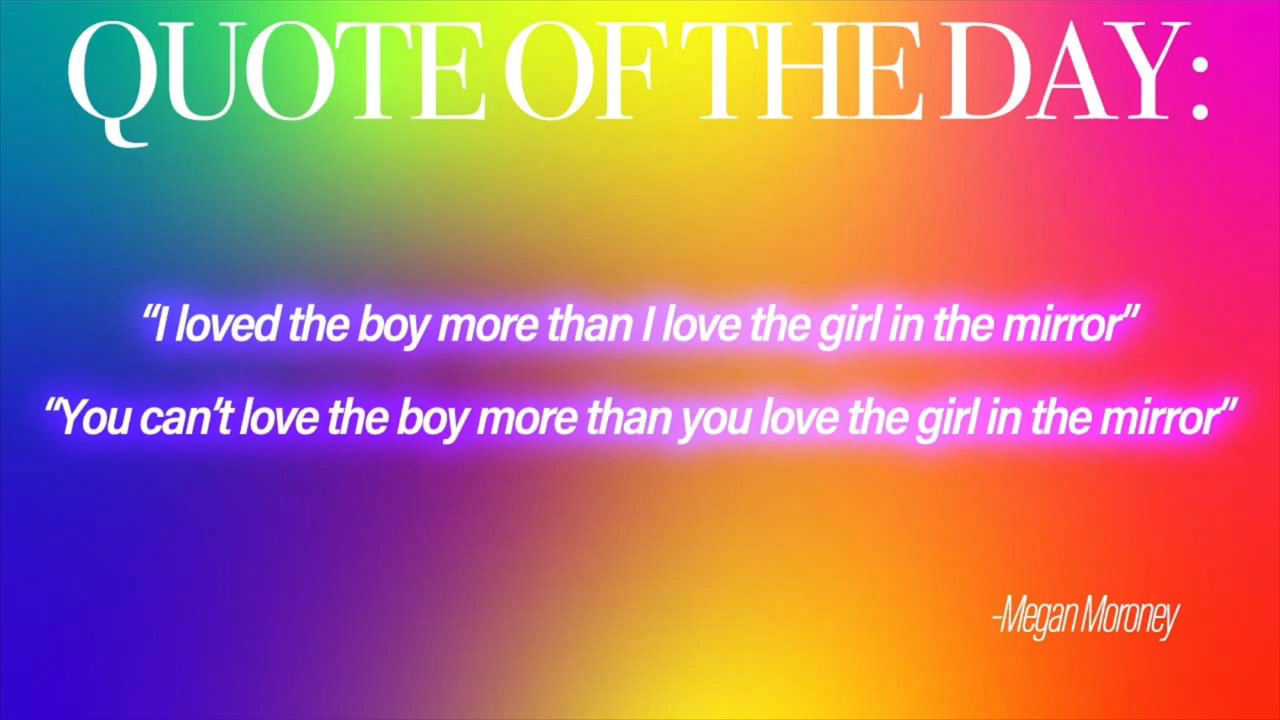 QUOTE OF THE DAY:
“I loved the boy more than I love the girl in the mirror”
“You can’t love the boy more than you love the girl in the mirror”
-Megan Moroney